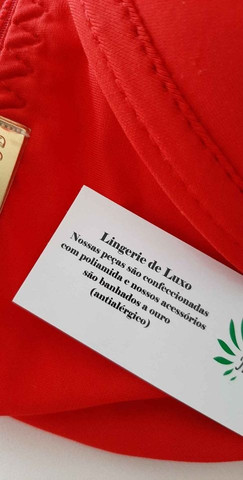 Lingerie de Luxo
Nossas peças são confeccionadas
com poliamida e nossos acessórios
são banhados a ouro
(antialérgico)